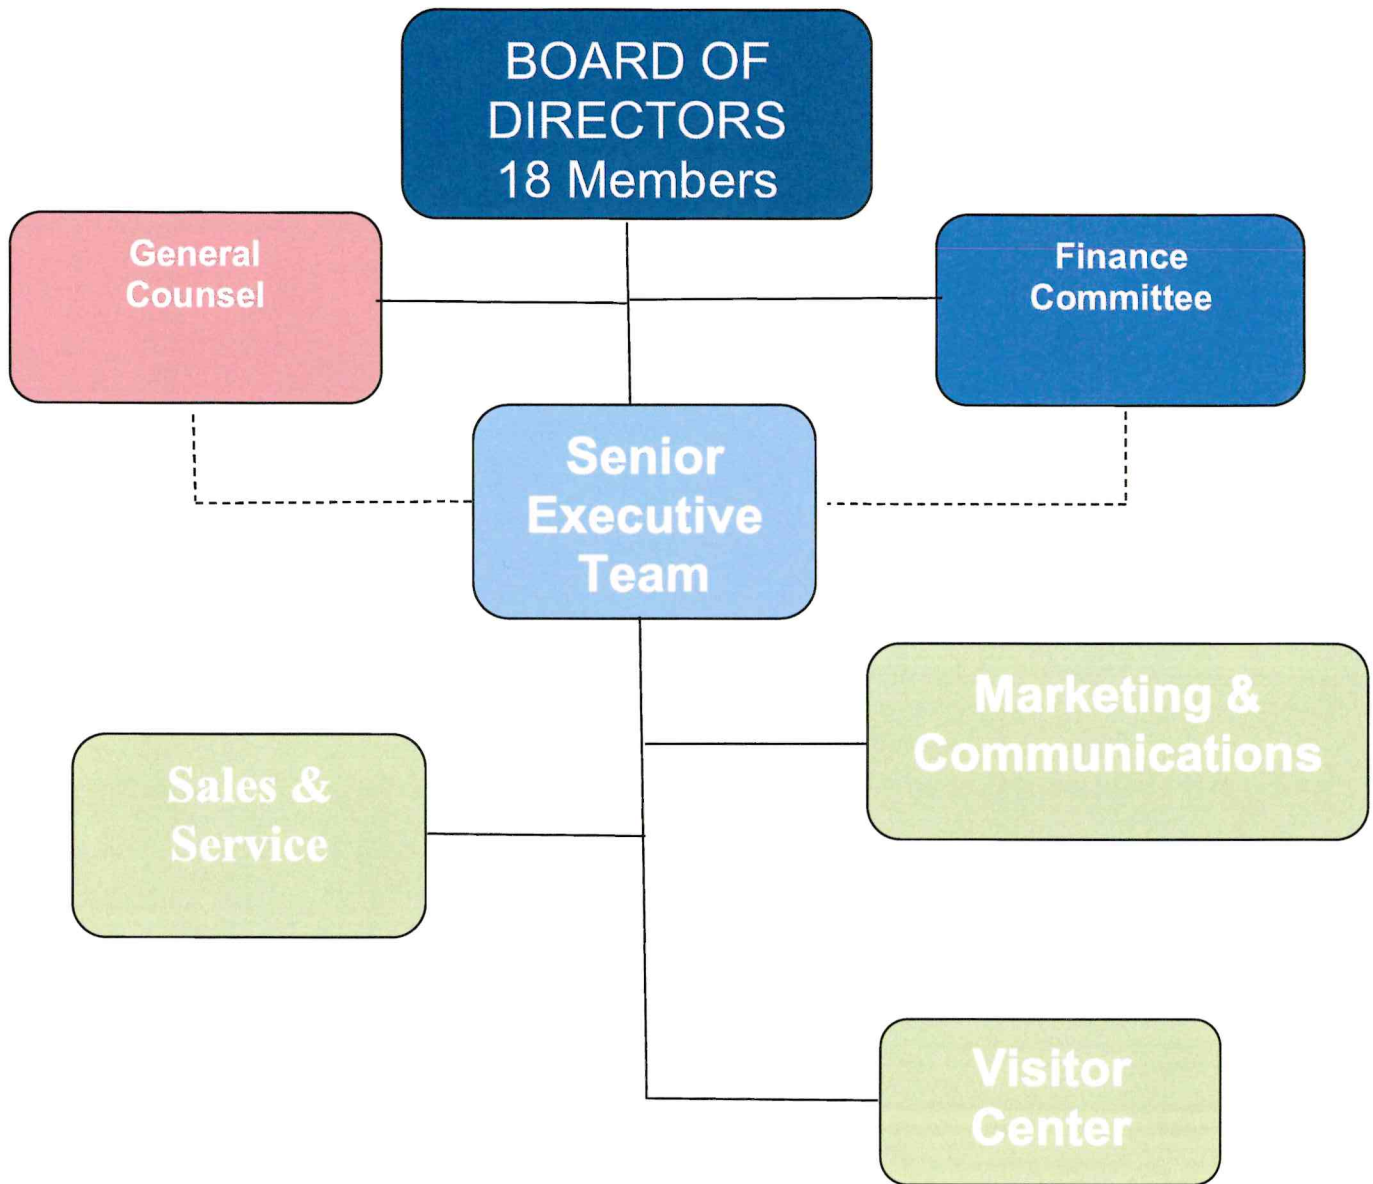 BOARD OF
DIRECTORS
18 Members
General
Counsel
Finance
Committee
Senior
Executive
Team
Marketing &
Communications
Sales &
Service
Visitor
Center